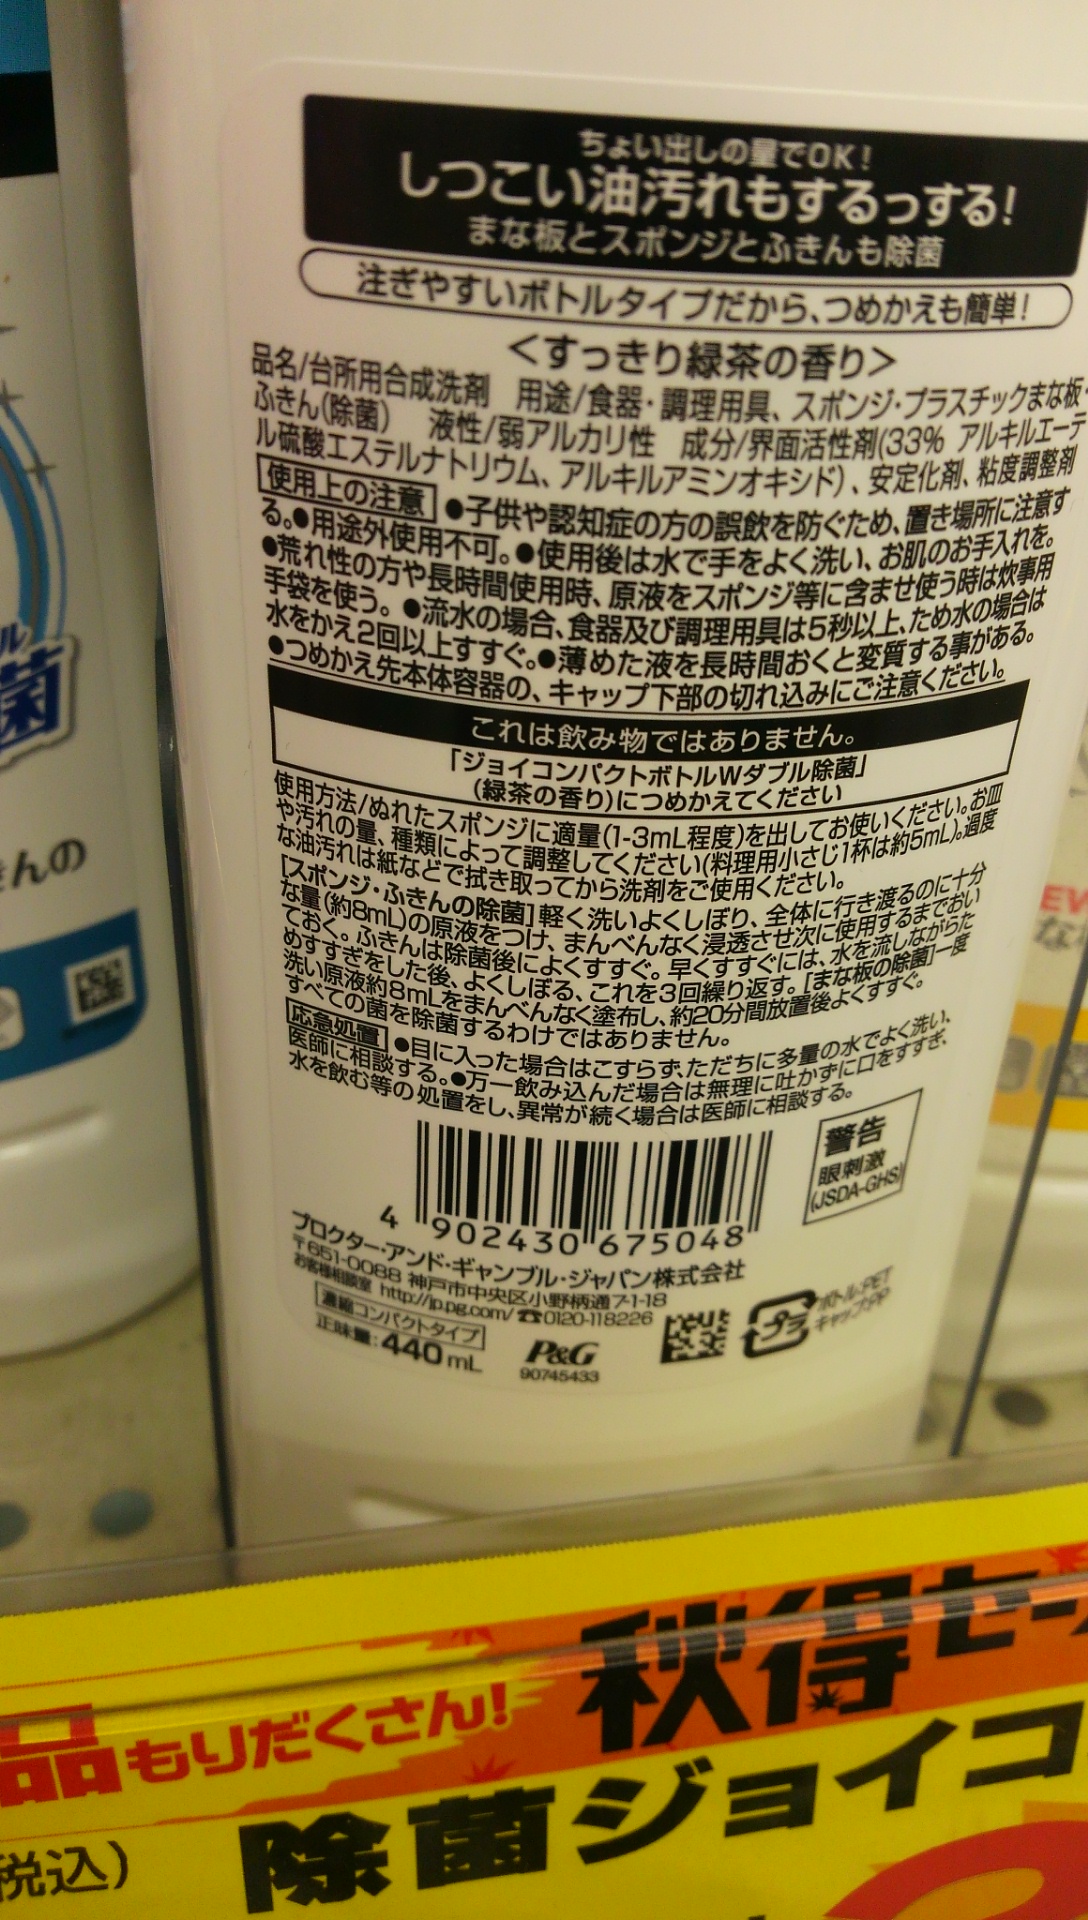 ちょい出しの量でOK!
しつこい油汚れもするっする!
まな板とスポンジとふきんも除菌
注ぎやすいボトルタイプだから、つめかえも簡単!
<すっきり緑茶の香り>
品名/台所用合成洗剤 用途/食器・調理用具、スポンジ・プラスチックまな板・
ふきん(除菌) 液性/弱アルカリ性 成分/界面活性剤(33% アルキルエーテ
ル硫酸エステルナトリウム、アルキルアミンオキシド)、安定化剤、粘度調整剤
使用上の注意 ●子供や認知症の方の誤飲を防ぐため、置き場所に注意す
る。●用途外使用不可。●使用後は水で手をよく洗い、お肌のお手入れを。
●荒れ性の方や長時間使用時、原液をスポンジ等に含ませ使う時は炊事用
手袋を使う。●流水の場合、食器及び調理用具は5秒以上、ため水の場合は
水をかえ2回以上すすぐ。●薄めた液を長時間おくと変質する事がある。
●つめかえ先本体容器の、キャップ下部の切れ込みにご注意ください。
これは飲み物ではありません。
「ジョイコンパクトボトルWダブル除菌」
(緑茶の香り)につめかえてください
使用方法/ぬれたスポンジに適量(1-3mL程度)を出してお使いください。お皿
や汚れの量、種類によって調整してください(料理用小さじ1杯は約5mL)。過度
な油汚れは紙などで拭き取ってから洗剤をご使用ください。
[スポンジ・ふきんの除菌]軽く洗いよくしぼり、全体に行き渡るのに十分
な量(約8mL)の原液をつけ、まんべんなく浸透させ次に使用するまでおい
ておく。ふきんは除菌後によくすすぐ。早くすすぐには、水を流しながらた
めすすぎをした後、よくしぼる、これを3回繰り返す。[まな板の除菌]一度
洗い原液約8mLをまんべんなく塗布し、約20分間放置後よくすすぐ。
すべての菌を除菌するわけではありません。
応急処置 ●目に入った場合はこすらず、ただちに多量の水でよく洗い、
医師に相談する。●万一飲み込んだ場合は無理に吐かずに口をすすぎ、
水を飲む等の処置をし、異常が続く場合は医師に相談する。
警告
眼刺激
(JSDA-GHS)
4 902430 675048
プロクター・アンド・ギャンブル・ジャパン株式会社
〒651-0088 神戸市中央区小野柄通7-1-18
お客様相談室 http://jp.pg.com/ ☎0120-118226
濃縮コンパクトタイプ
正味量:440mL
P&G
90745433
プラ
ボトル:PET
キャップ:PP
菌
きんの
EV
な
秋得セー
品もりだくさん!
除菌ジョイコ
税込)